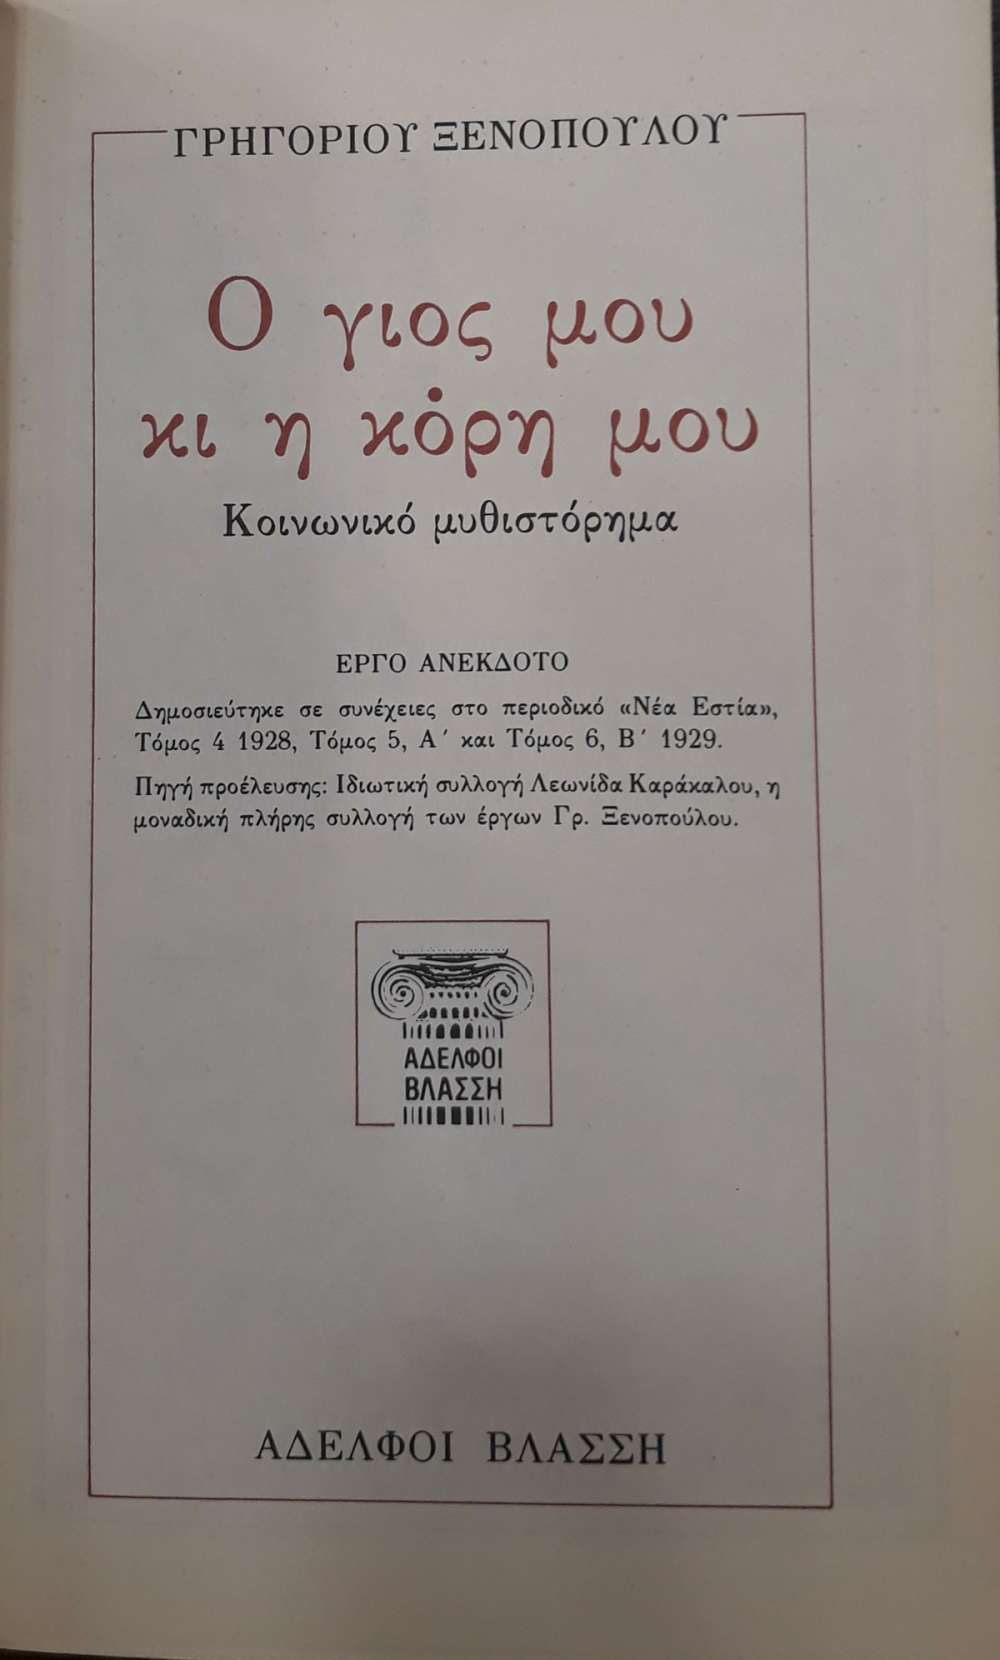 ΓΡΗΓΟΡΙΟΥ ΞΕΝΟΠΟΥΛΟΥ
Ο γιος μου
κι η κόρη μου
Κοινωνικό μυθιστόρημα
ΕΡΓΟ ΑΝΕΚΔΟΤΟ
Δημοσιεύτηκε σε συνέχειες στο περιοδικό «Νέα Εστία»,
Τόμος 4 1928, Τόμος 5, Α΄ και Τόμος 6, Β΄ 1929.
Πηγή προέλευσης: Ιδιωτική συλλογή Λεωνίδα Καράκαλου, η
μοναδική πλήρης συλλογή των έργων Γρ. Ξενοπούλου.
ΑΔΕΛΦΟΙ
ΒΛΑΣΣΗ
ΑΔΕΛΦΟΙ ΒΛΑΣΣΗ